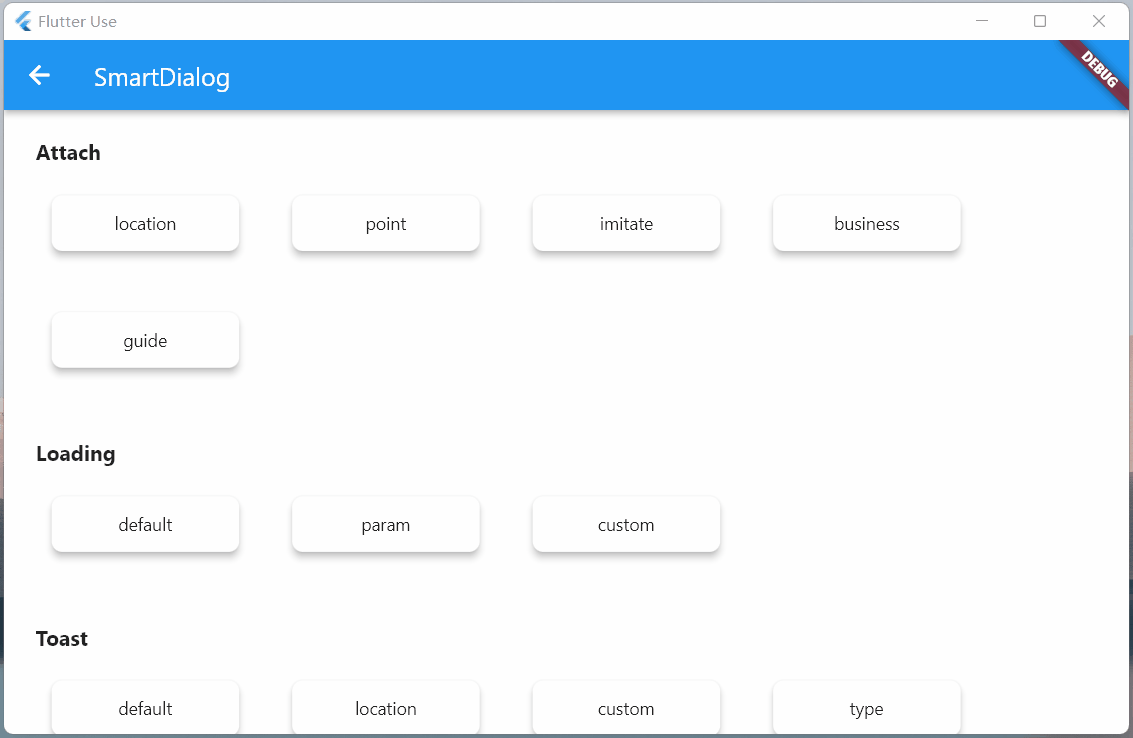 Flutter Use
SmartDialog
DEBUG
Attach
location point imitate business
guide
Loading
default param custom
Toast
default location custom type